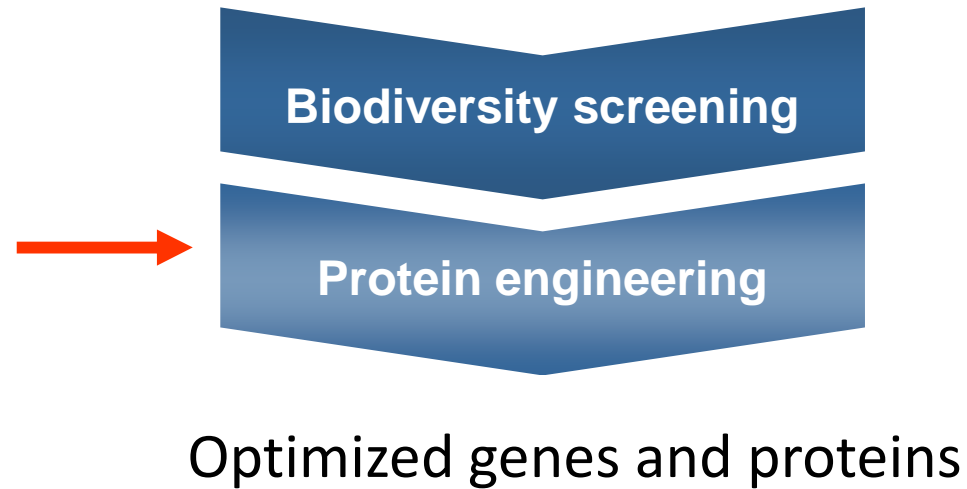 Biodiversity screening
Protein engineering
Optimized genes and proteins